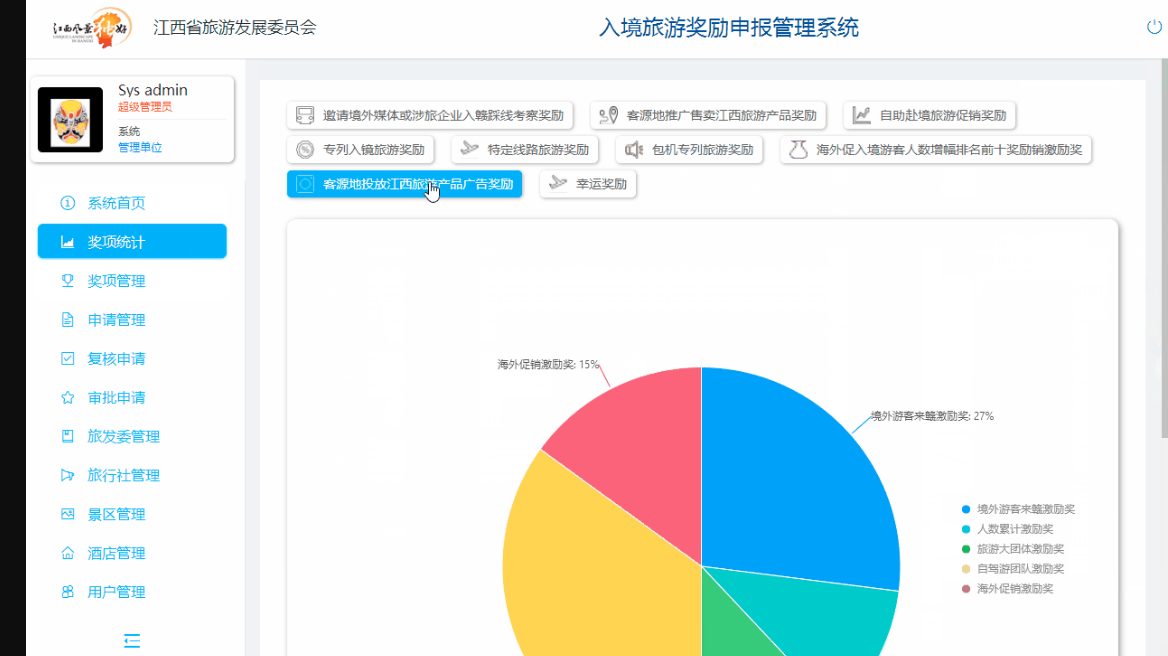 江西风景独好
江西省旅游发展委员会
入境旅游奖励申报管理系统
Sys admin
超级管理员
系统
管理单位
系统首页
奖项统计
奖项管理
申请管理
复核申请
审批申请
旅发委管理
旅行社管理
景区管理
酒店管理
用户管理
邀请境外媒体或涉旅企业入赣踩线考察奖励
客源地推广售卖江西旅游产品奖励
自助赴境旅游促销奖励
专列入镜旅游奖励
特定线路旅游奖励
包机专列旅游奖励
海外促入境游客人数增幅排名前十奖励销激励奖
客源地投放江西旅游产品广告奖励
幸运奖励
海外促销激励奖: 15%
境外游客来赣激励奖: 27%
境外游客来赣激励奖
人数累计激励奖
旅游大团体激励奖
自驾游团队激励奖
海外促销激励奖